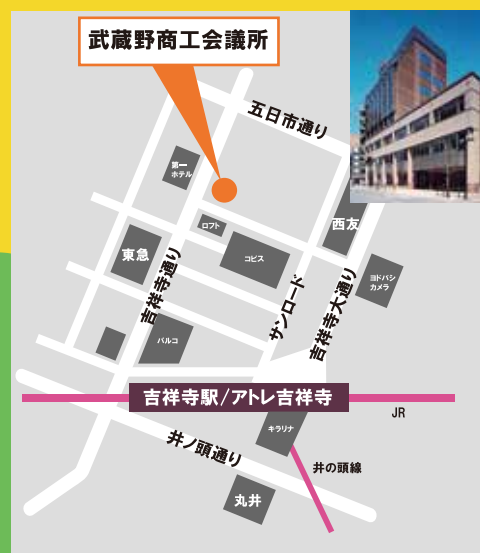 武蔵野商工会議所
五日市通り
第一
ホテル
ロフト
西友
東急
コピス
ヨドバシ
カメラ
吉祥寺通り
サンロード
吉祥寺大通り
パルコ
吉祥寺駅/アトレ吉祥寺
JR
キラリナ
井ノ頭通り
井の頭線
丸井